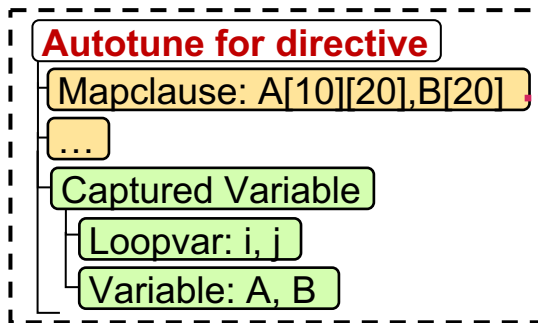 Autotune for directive
Mapclause: A[10][20],B[20]
…
Captured Variable
Loopvar: i, j
Variable: A, B